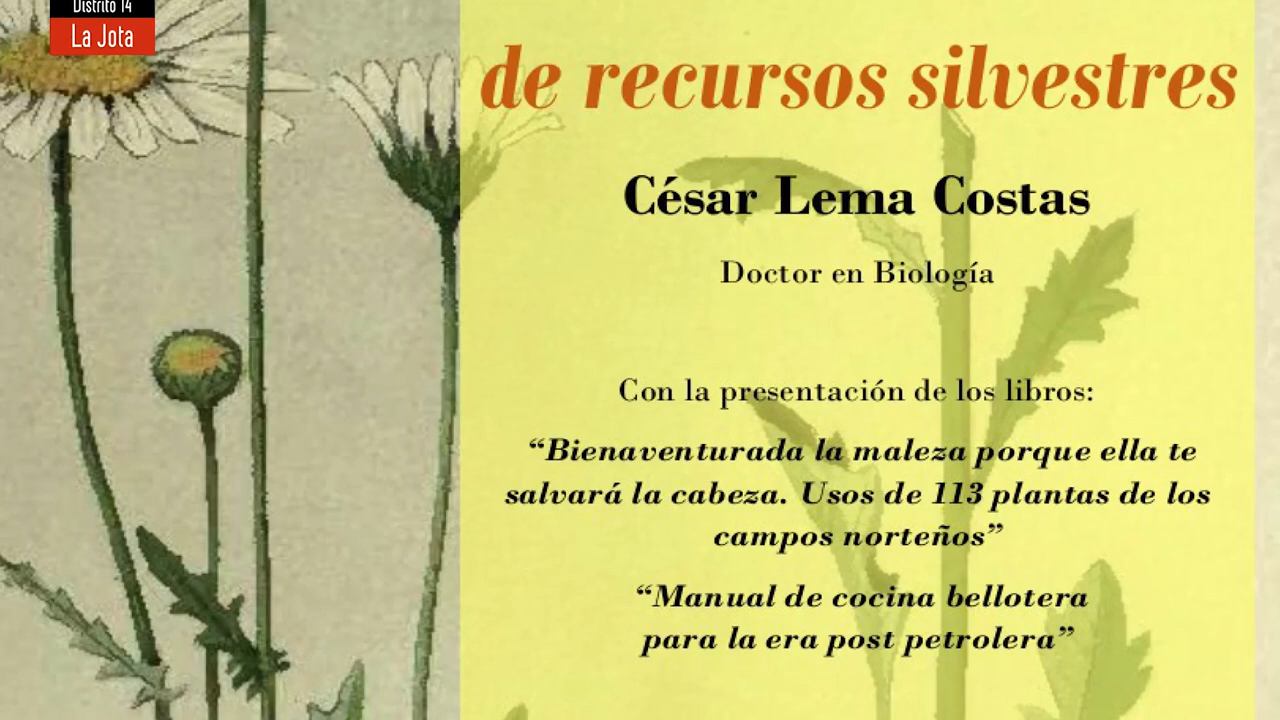 Distrito 14
La Jota
de recursos silvestres
César Lema Costas
Doctor en Biología
Con la presentación de los libros:
“Bienaventurada la maleza porque ella te
salvará la cabeza. Usos de 113 plantas de los
campos norteños”
“Manual de cocina bellotera
para la era post petrolera”